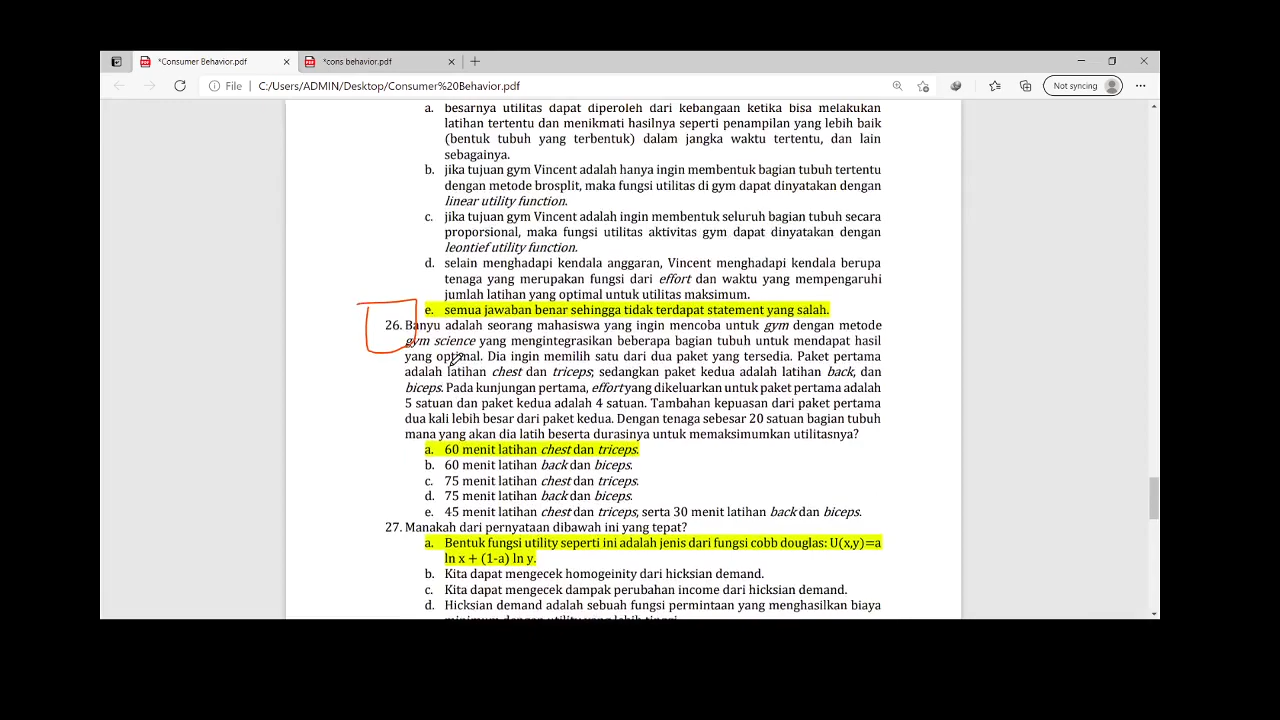 *Consumer Behavior.pdf
*cons behavior.pdf
File | C:/Users/ADMIN/Desktop/Consumer%20Behavior.pdf
Not syncing
a. besarnya utilitas dapat diperoleh dari kebangaan ketika bisa melakukan
latihan tertentu dan menikmati hasilnya seperti penampilan yang lebih baik
(bentuk tubuh yang terbentuk) dalam jangka waktu tertentu, dan lain
sebagainya.
b. jika tujuan gym Vincent adalah hanya ingin membentuk bagian tubuh tertentu
dengan metode brosplit, maka fungsi utilitas di gym dapat dinyatakan dengan
linear utility function.
c. jika tujuan gym Vincent adalah ingin membentuk seluruh bagian tubuh secara
proporsional, maka fungsi utilitas aktivitas gym dapat dinyatakan dengan
leontief utility function.
d. selain menghadapi kendala anggaran, Vincent menghadapi kendala berupa
tenaga yang merupakan fungsi dari effort dan waktu yang mempengaruhi
jumlah latihan yang optimal untuk utilitas maksimum.
e. semua jawaban benar sehingga tidak terdapat statement yang salah.
26. Banyu adalah seorang mahasiswa yang ingin mencoba untuk gym dengan metode
gym science yang mengintegrasikan beberapa bagian tubuh untuk mendapat hasil
yang optimal. Dia ingin memilih satu dari dua paket yang tersedia. Paket pertama
adalah latihan chest dan triceps; sedangkan paket kedua adalah latihan back, dan
biceps. Pada kunjungan pertama, effort yang dikeluarkan untuk paket pertama adalah
5 satuan dan paket kedua adalah 4 satuan. Tambahan kepuasan dari paket pertama
dua kali lebih besar dari paket kedua. Dengan tenaga sebesar 20 satuan bagian tubuh
mana yang akan dia latih beserta durasinya untuk memaksimumkan utilitasnya?
a. 60 menit latihan chest dan triceps.
b. 60 menit latihan back dan biceps.
c. 75 menit latihan chest dan triceps.
d. 75 menit latihan back dan biceps.
e. 45 menit latihan chest dan triceps, serta 30 menit latihan back dan biceps.
27. Manakah dari pernyataan dibawah ini yang tepat?
a. Bentuk fungsi utility seperti ini adalah jenis dari fungsi cobb douglas: U(x,y)=a
ln x + (1-a) ln y.
b. Kita dapat mengecek homogeinity dari hicksian demand.
c. Kita dapat mengecek dampak perubahan income dari hicksian demand.
d. Hicksian demand adalah sebuah fungsi permintaan yang menghasilkan biaya
minimum dengan utility yang lebih tinggi.